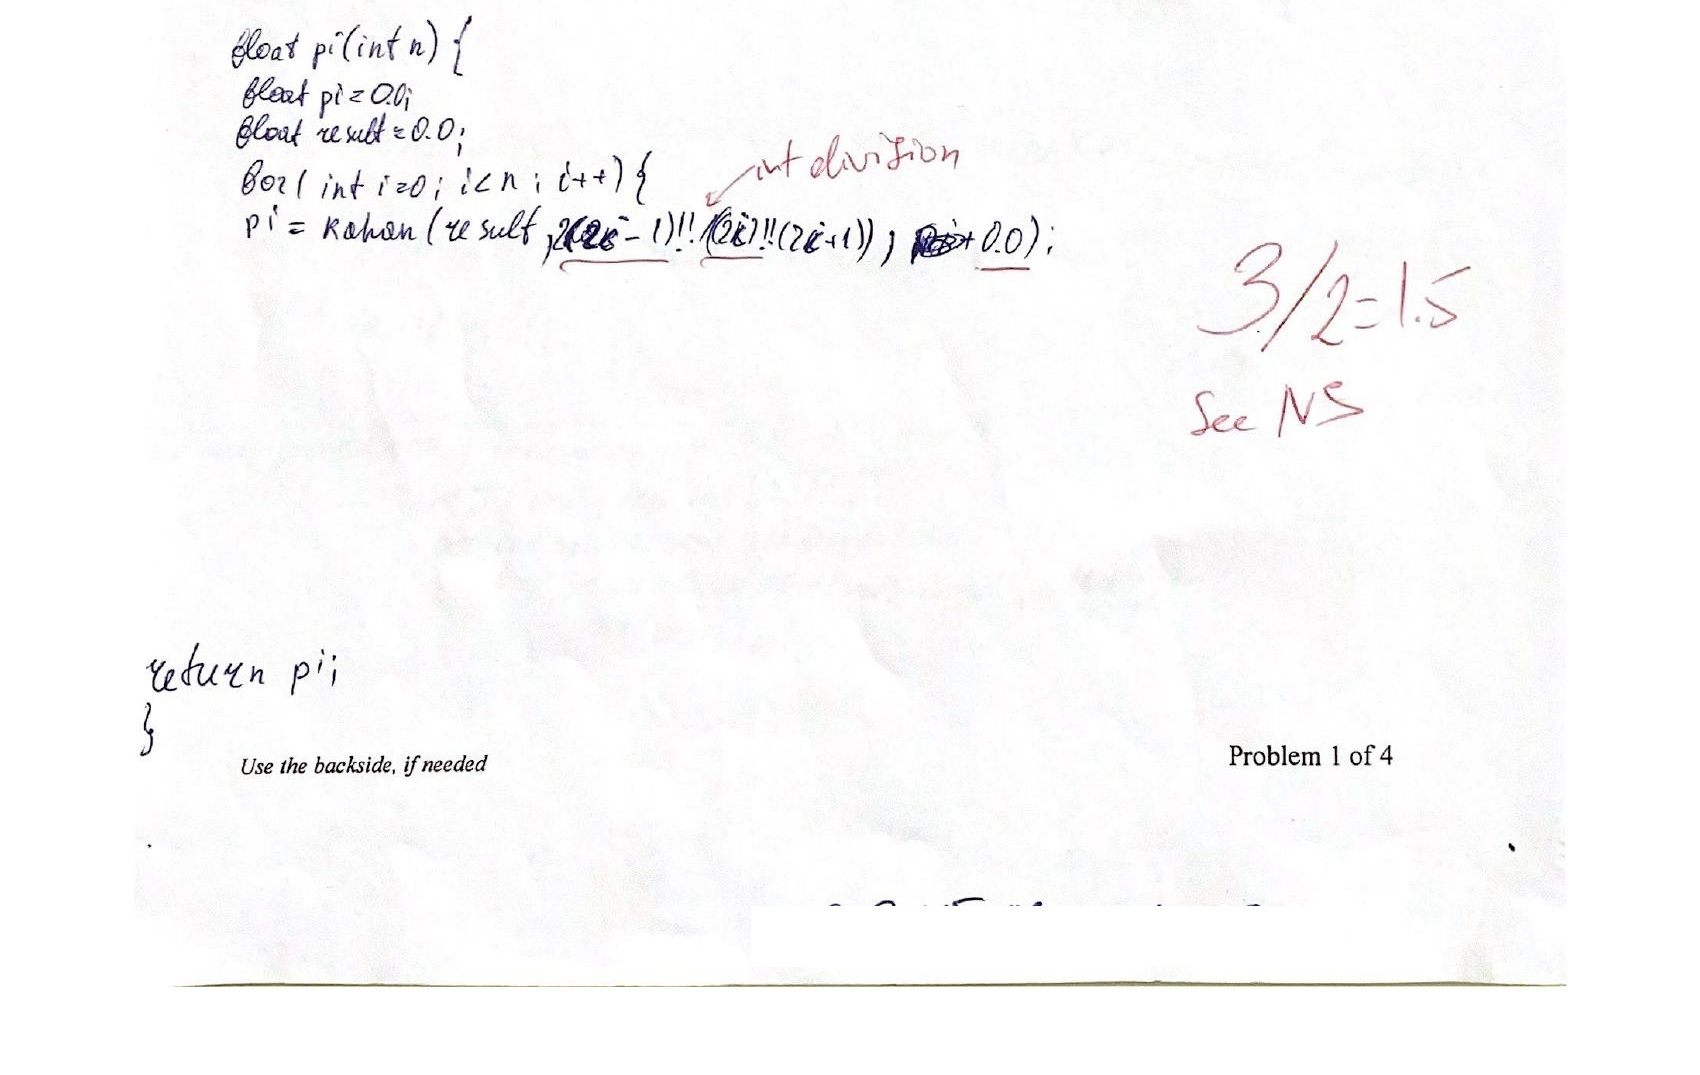 float pi(int n) {
float pi = 0.0;
float result = 0.0;
int division
for( int i=0; i<n; i++) {
pi = Kahan (result, 2((2i-1)!!/(2i)!!(2i+1)), 0.0);
3/2=1.5
See NS
return pi;
}
Use the backside, if needed
Problem 1 of 4